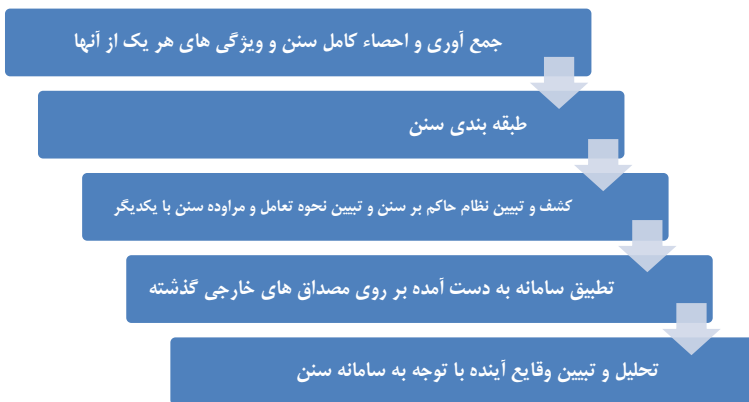 جمع آوری و احصاء کامل سنن و ویژگی های هر یک از آنها
طبقه بندی سنن
کشف و تبیین نظام حاکم بر سنن و تبیین نحوه تعامل و مراوده سنن با یکدیگر
تطبیق سامانه به دست آمده بر روی مصداق های خارجی گذشته
تحلیل و تبیین وقایع آینده با توجه به سامانه سنن